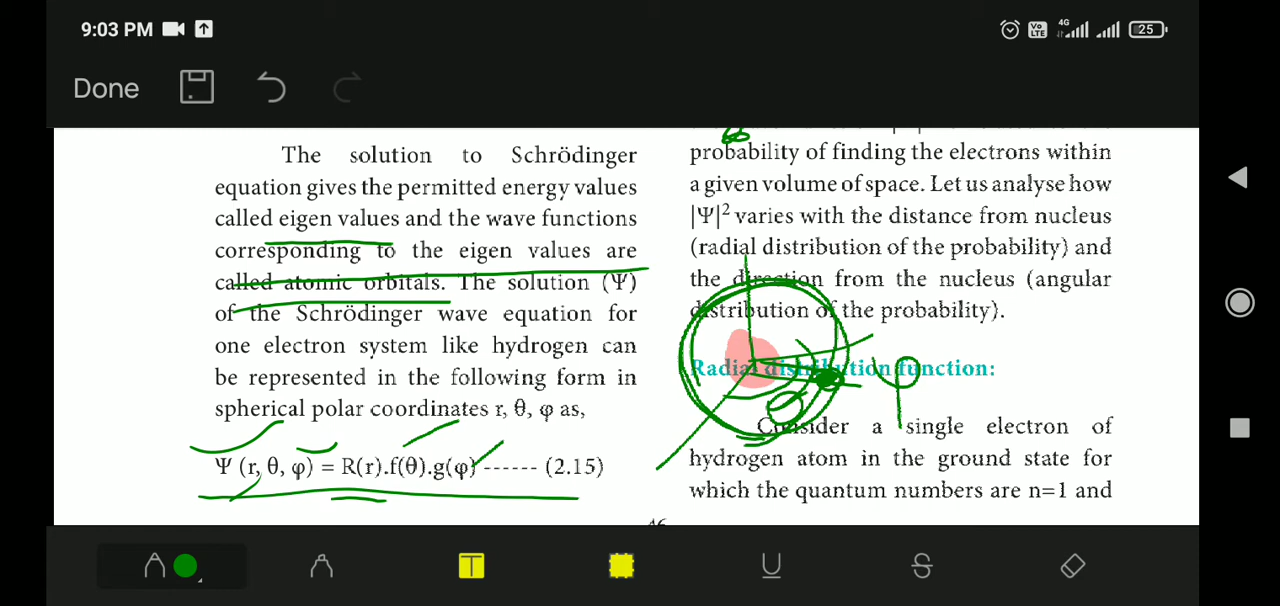 9:03 PM
Vo LTE 4G 25
Done
The solution to Schrödinger
equation gives the permitted energy values
called eigen values and the wave functions
corresponding to the eigen values are
called atomic orbitals. The solution (Ψ)
of the Schrödinger wave equation for
one electron system like hydrogen can
be represented in the following form in
spherical polar coordinates r, θ, φ as,
Ψ (r, θ, φ) = R(r).f(θ).g(φ) ------ (2.15)
probability of finding the electrons within
a given volume of space. Let us analyse how
|Ψ|² varies with the distance from nucleus
(radial distribution of the probability) and
the direction from the nucleus (angular
distribution of the probability).
Radial distribution function:
φ
θ
Consider a single electron of
hydrogen atom in the ground state for
which the quantum numbers are n=1 and
T
U
S